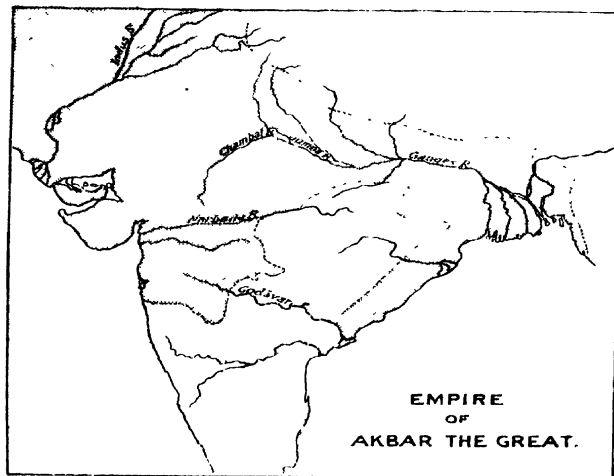 Indus R.
Chambal R.
Jumna R.
Ganges R.
Narbada R.
Godavari
EMPIRE
OF
AKBAR THE GREAT.